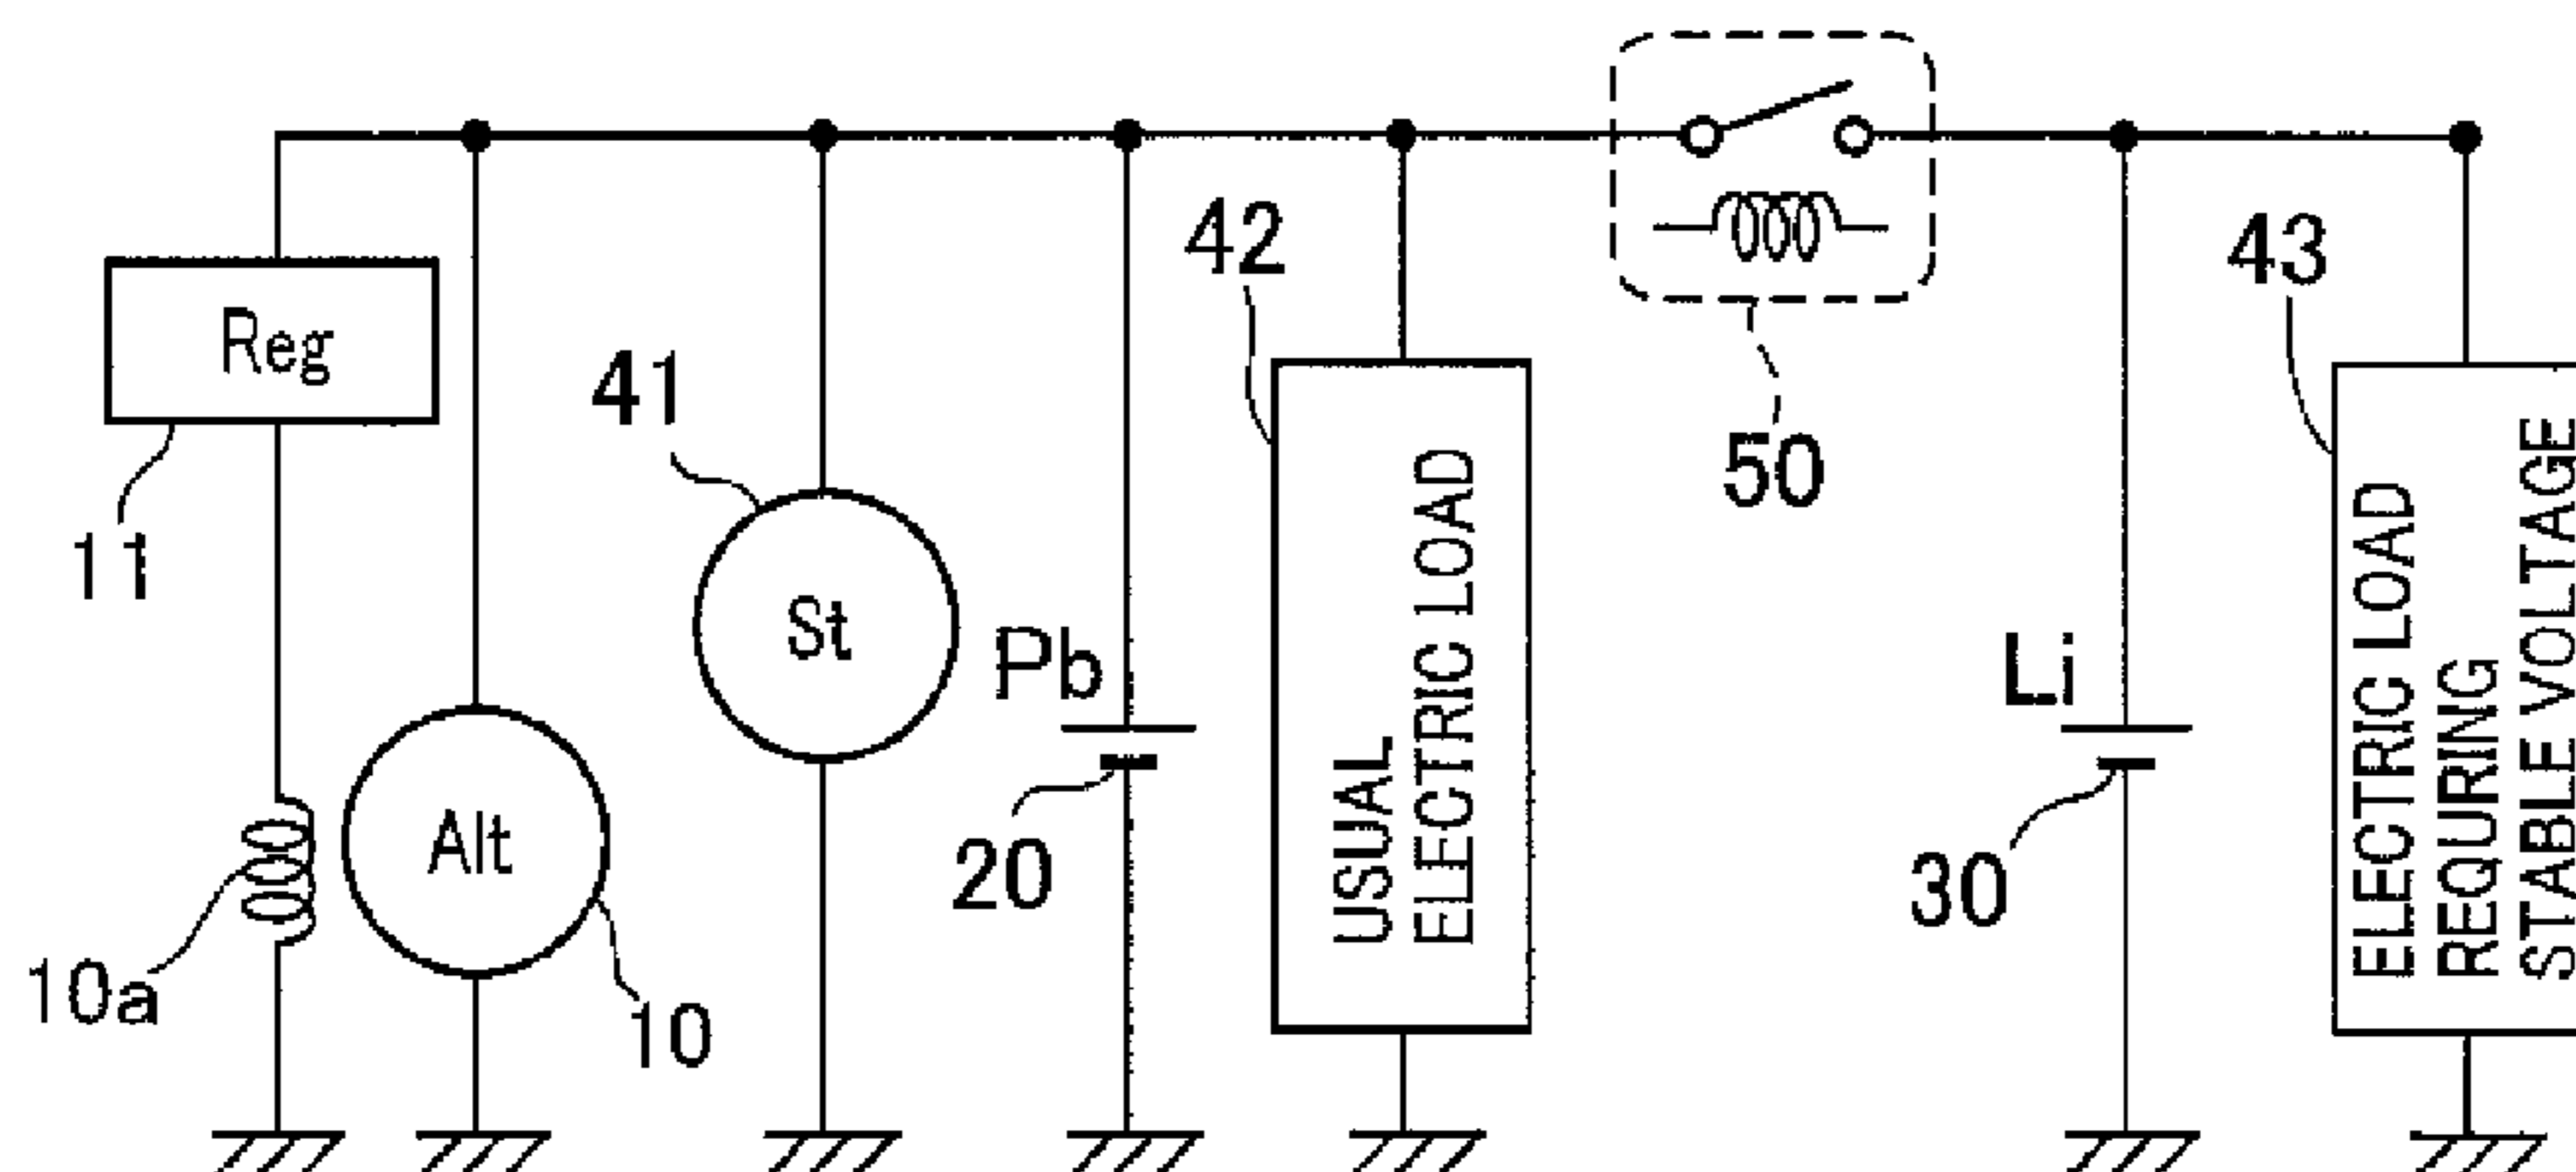 Reg
11
10a
Alt
10
41
St
Pb
20
42
USUAL
ELECTRIC LOAD
50
Li
30
43
ELECTRIC LOAD
REQUIRING
STABLE VOLTAGE